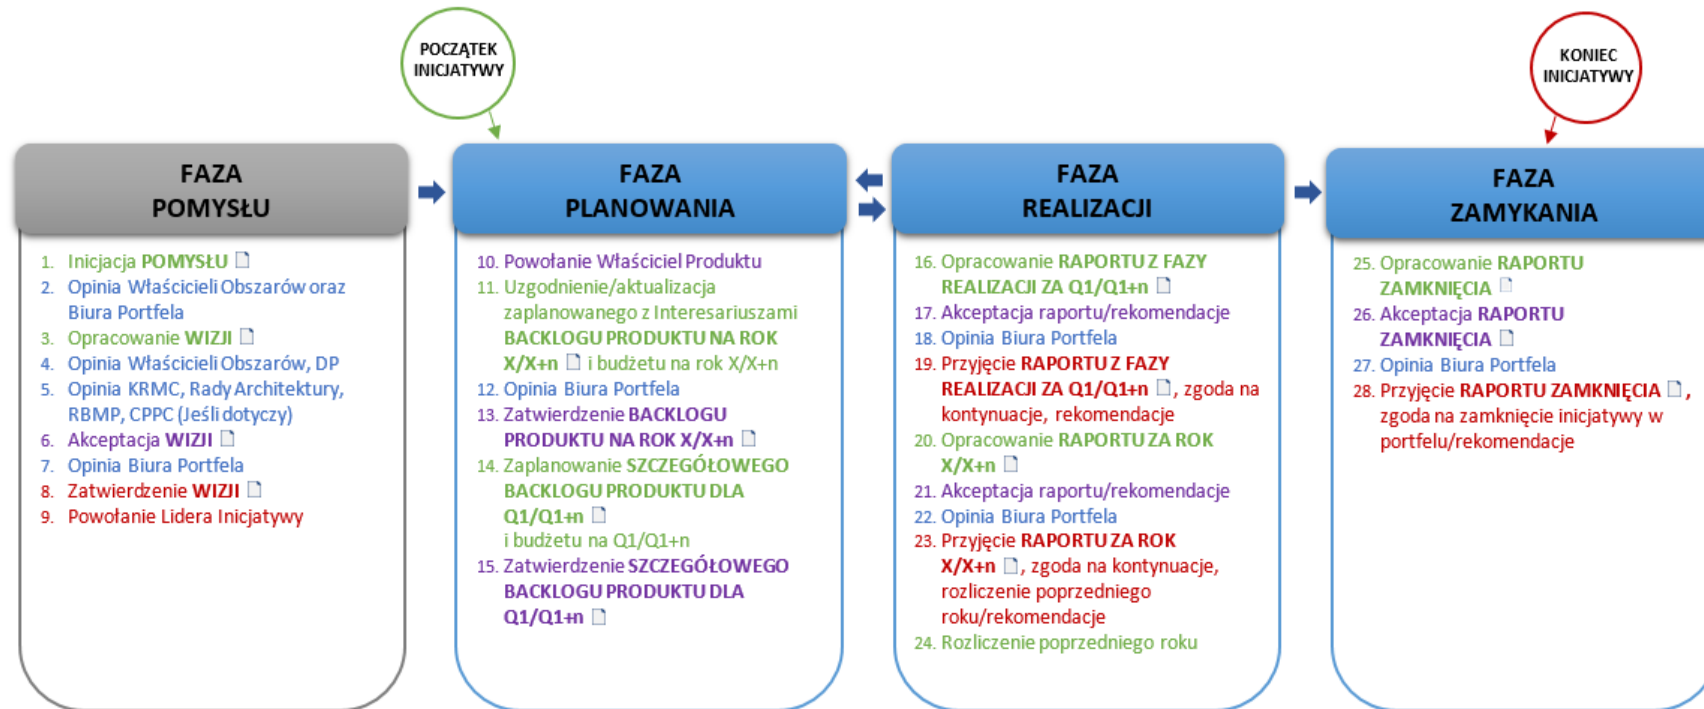 POCZĄTEK
INICJATYWY
KONIEC
INICJATYWY
FAZA
POMYSŁU
1. Inicjacja POMYSŁU
2. Opinia Właścicieli Obszarów oraz
Biura Portfela
3. Opracowanie WIZJI
4. Opinia Właścicieli Obszarów, DP
5. Opinia KRMC, Rady Architektury,
RBMP, CPPC (Jeśli dotyczy)
6. Akceptacja WIZJI
7. Opinia Biura Portfela
8. Zatwierdzenie WIZJI
9. Powołanie Lidera Inicjatywy
FAZA
PLANOWANIA
10. Powołanie Właściciel Produktu
11. Uzgodnienie/aktualizacja
zaplanowanego z Interesariuszami
BACKLOGU PRODUKTU NA ROK
X/X+n i budżetu na rok X/X+n
12. Opinia Biura Portfela
13. Zatwierdzenie BACKLOGU
PRODUKTU NA ROK X/X+n
14. Zaplanowanie SZCZEGÓŁOWEGO
BACKLOGU PRODUKTU DLA
Q1/Q1+n
i budżetu na Q1/Q1+n
15. Zatwierdzenie SZCZEGÓŁOWEGO
BACKLOGU PRODUKTU DLA
Q1/Q1+n
FAZA
REALIZACJI
16. Opracowanie RAPORTU Z FAZY
REALIZACJI ZA Q1/Q1+n
17. Akceptacja raportu/rekomendacje
18. Opinia Biura Portfela
19. Przyjęcie RAPORTU Z FAZY
REALIZACJI ZA Q1/Q1+n, zgoda na
kontynuacje, rekomendacje
20. Opracowanie RAPORTU ZA ROK
X/X+n
21. Akceptacja raportu/rekomendacje
22. Opinia Biura Portfela
23. Przyjęcie RAPORTU ZA ROK
X/X+n, zgoda na kontynuacje,
rozliczenie poprzedniego
roku/rekomendacje
24. Rozliczenie poprzedniego roku
FAZA
ZAMYKANIA
25. Opracowanie RAPORTU
ZAMKNIĘCIA
26. Akceptacja RAPORTU
ZAMKNIĘCIA
27. Opinia Biura Portfela
28. Przyjęcie RAPORTU ZAMKNIĘCIA,
zgoda na zamknięcie inicjatywy w
portfelu/rekomendacje